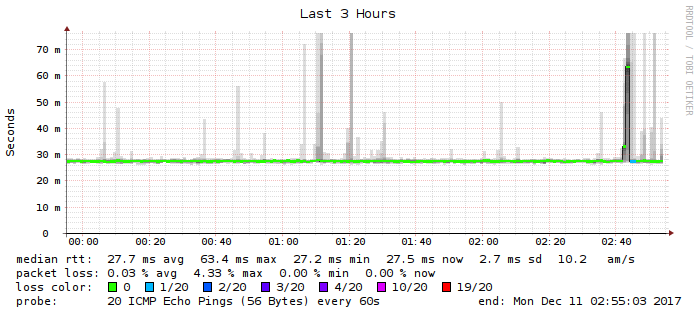 Last 3 Hours
RRDTOOL / TOBI OETIKER
Seconds
70 m
60 m
50 m
40 m
30 m
20 m
10 m
0
00:00 00:20 00:40 01:00 01:20 01:40 02:00 02:20 02:40
median rtt: 27.7 ms avg 63.4 ms max 27.2 ms min 27.5 ms now 2.7 ms sd 10.2 am/s
packet loss: 0.03 % avg 4.33 % max 0.00 % min 0.00 % now
loss color: 0 1/20 2/20 3/20 4/20 10/20 19/20
probe: 20 ICMP Echo Pings (56 Bytes) every 60s end: Mon Dec 11 02:55:03 2017